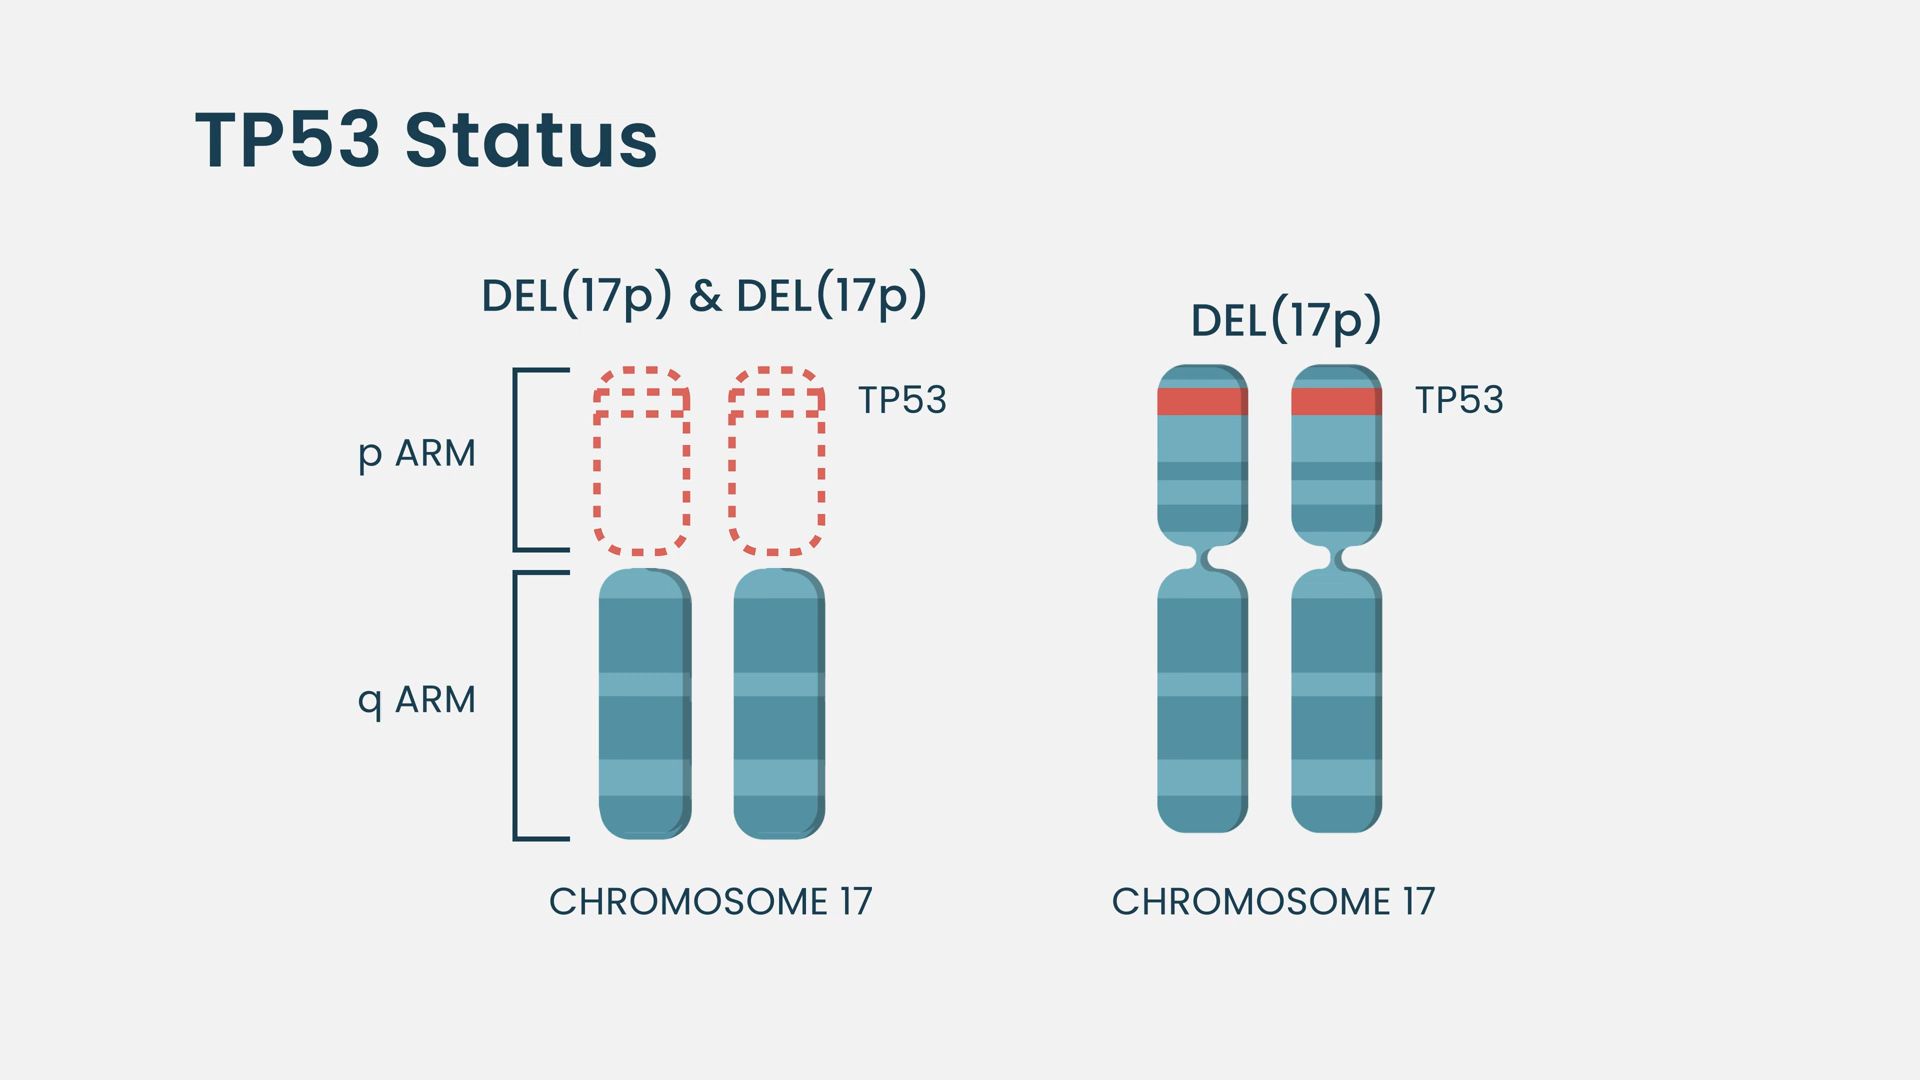 TP53 Status
DEL(17p) & DEL(17p)
TP53
p ARM
q ARM
CHROMOSOME 17
DEL(17p)
TP53
CHROMOSOME 17